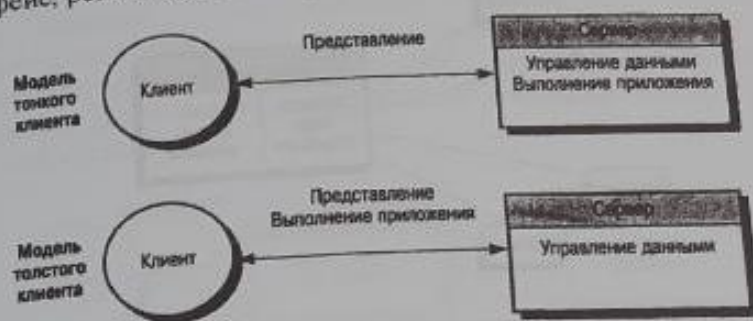 Представление
Сервер
Модель
тонкого
клиента
Клиент
Управление данными
Выполнение приложения
Представление
Выполнение приложения
Сервер
Модель
толстого
клиента
Клиент
Управление данными